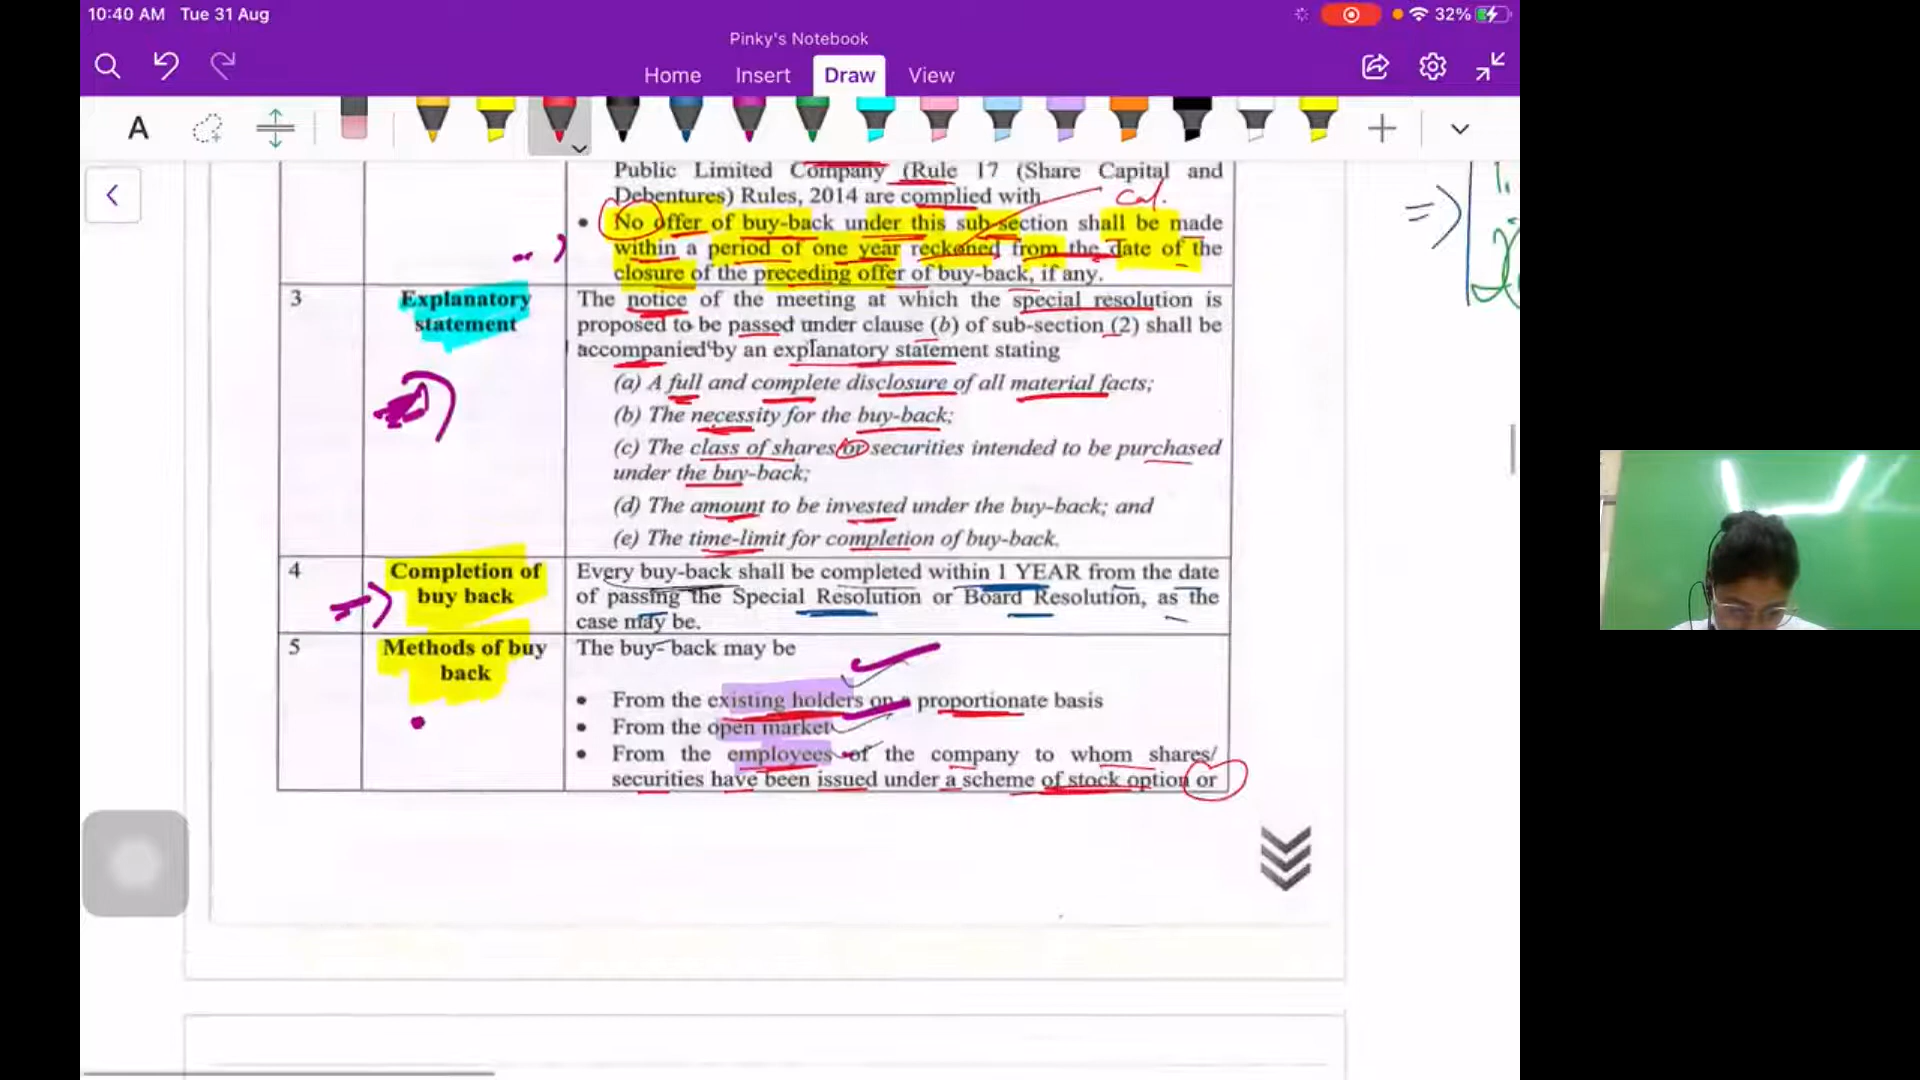 10:40 AM Tue 31 Aug
32%
Pinky's Notebook
Home Insert Draw View
A
Public Limited Company (Rule 17 (Share Capital and
Debentures) Rules, 2014 are complied with.
Cal.
• No offer of buy-back under this sub-section shall be made
within a period of one year reckoned from the date of the
closure of the preceding offer of buy-back, if any.
3
Explanatory
statement
The notice of the meeting at which the special resolution is
proposed to be passed under clause (b) of sub-section (2) shall be
accompanied by an explanatory statement stating
(a) A full and complete disclosure of all material facts;
(b) The necessity for the buy-back;
(c) The class of shares or securities intended to be purchased
under the buy-back;
(d) The amount to be invested under the buy-back; and
(e) The time-limit for completion of buy-back.
4
Completion of
buy back
Every buy-back shall be completed within 1 YEAR from the date
of passing the Special Resolution or Board Resolution, as the
case may be.
5
Methods of buy
back
The buy- back may be
• From the existing holders on a proportionate basis
• From the open market
• From the employees of the company to whom shares/
securities have been issued under a scheme of stock option or